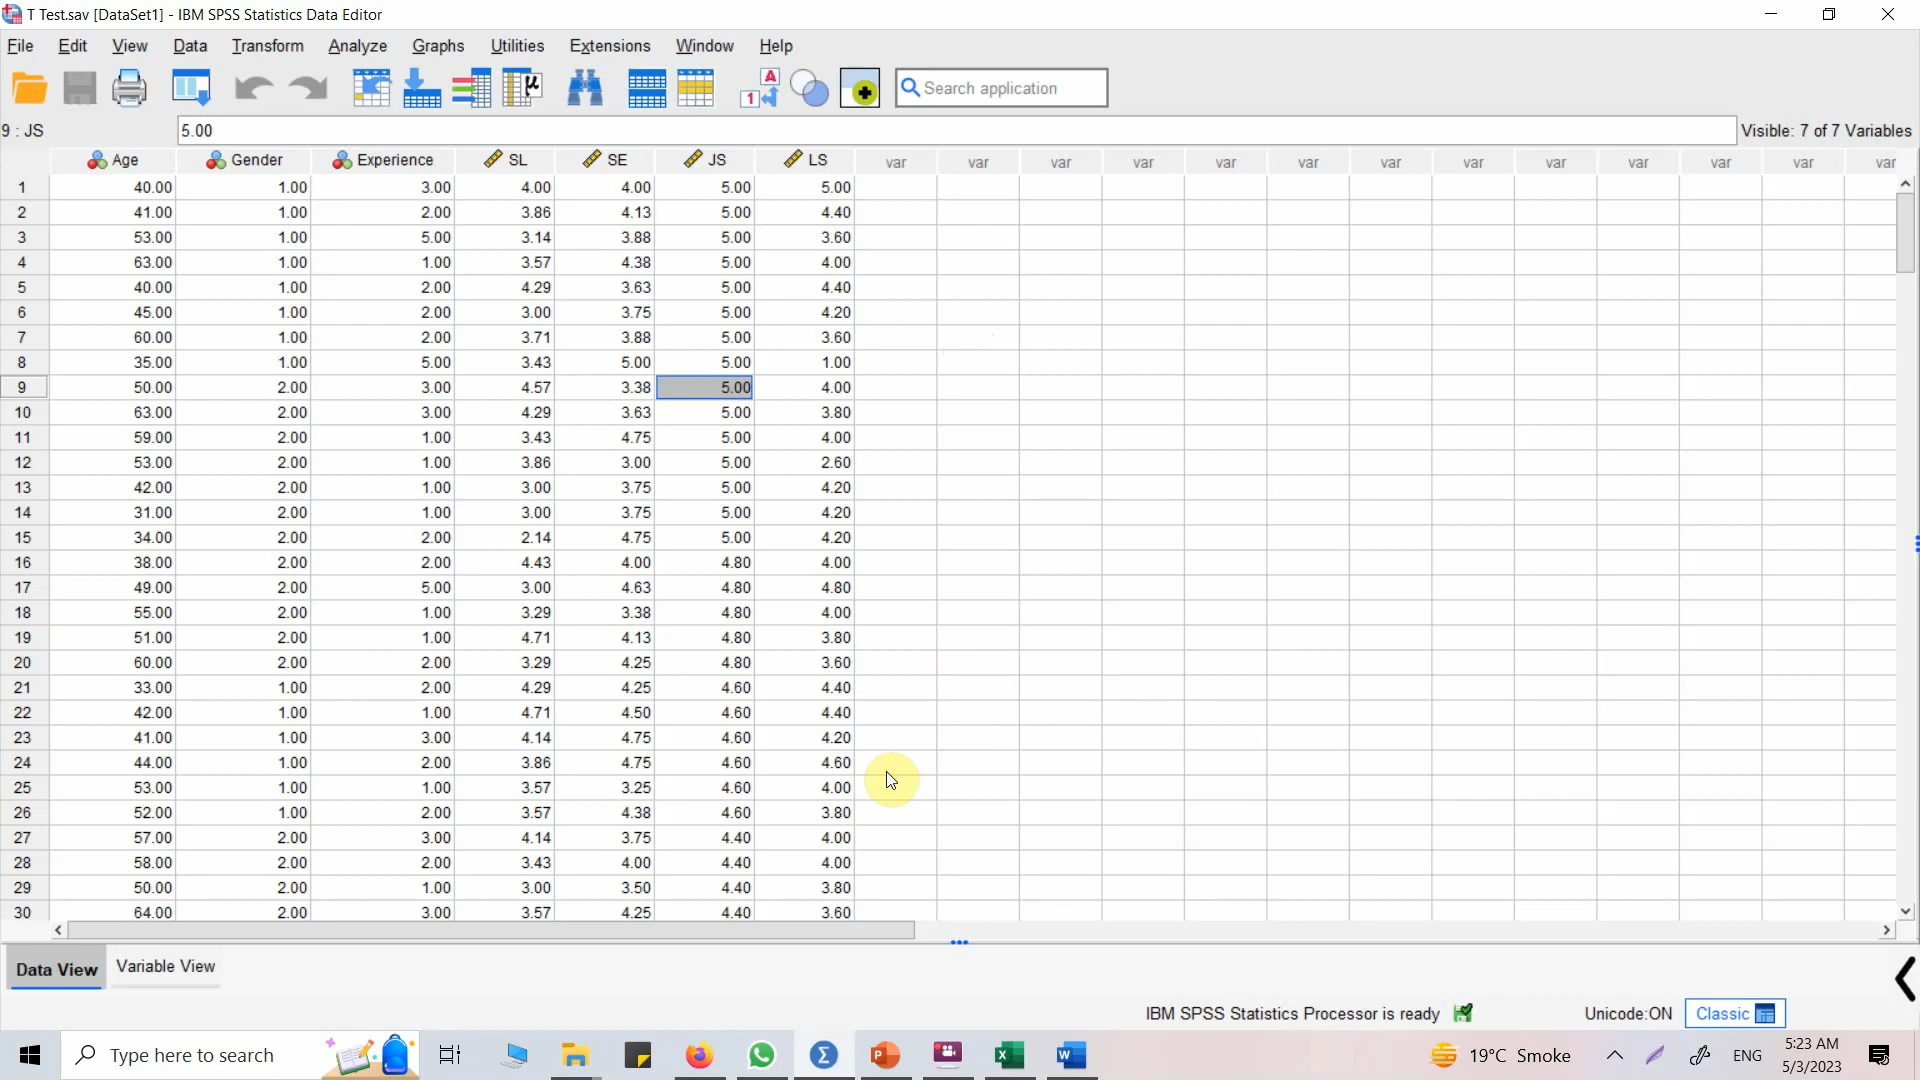 T Test.sav [DataSet1] - IBM SPSS Statistics Data Editor
File Edit View Data Transform Analyze Graphs Utilities Extensions Window Help
Search application
9 : JS 5.00 Visible: 7 of 7 Variables
Age Gender Experience SL SE JS LS var var var var var var var var var var var var var
1 40.00 1.00 3.00 4.00 4.00 5.00 5.00
2 41.00 1.00 2.00 3.86 4.13 5.00 4.40
3 53.00 1.00 5.00 3.14 3.88 5.00 3.60
4 63.00 1.00 1.00 3.57 4.38 5.00 4.00
5 40.00 1.00 2.00 4.29 3.63 5.00 4.40
6 45.00 1.00 2.00 3.00 3.75 5.00 4.20
7 60.00 1.00 2.00 3.71 3.88 5.00 3.60
8 35.00 1.00 5.00 3.43 5.00 5.00 1.00
9 50.00 2.00 3.00 4.57 3.38 5.00 4.00
10 63.00 2.00 3.00 4.29 3.63 5.00 3.80
11 59.00 2.00 1.00 3.43 4.75 5.00 4.00
12 53.00 2.00 1.00 3.86 3.00 5.00 2.60
13 42.00 2.00 1.00 3.00 3.75 5.00 4.20
14 31.00 2.00 1.00 3.00 3.75 5.00 4.20
15 34.00 2.00 2.00 2.14 4.75 5.00 4.20
16 38.00 2.00 2.00 4.43 4.00 4.80 4.00
17 49.00 2.00 5.00 3.00 4.63 4.80 4.80
18 55.00 2.00 1.00 3.29 3.38 4.80 4.00
19 51.00 2.00 1.00 4.71 4.13 4.80 3.80
20 60.00 2.00 2.00 3.29 4.25 4.80 3.60
21 33.00 1.00 2.00 4.29 4.25 4.60 4.40
22 42.00 1.00 1.00 4.71 4.50 4.60 4.40
23 41.00 1.00 3.00 4.14 4.75 4.60 4.20
24 44.00 1.00 2.00 3.86 4.75 4.60 4.60
25 53.00 1.00 1.00 3.57 3.25 4.60 4.00
26 52.00 1.00 2.00 3.57 4.38 4.60 3.80
27 57.00 2.00 3.00 4.14 3.75 4.40 4.00
28 58.00 2.00 2.00 3.43 4.00 4.40 4.00
29 50.00 2.00 1.00 3.00 3.50 4.40 3.80
30 64.00 2.00 3.00 3.57 4.25 4.40 3.60
Data View Variable View
IBM SPSS Statistics Processor is ready Unicode:ON Classic
Type here to search 19°C Smoke ENG 5:23 AM
5/3/2023